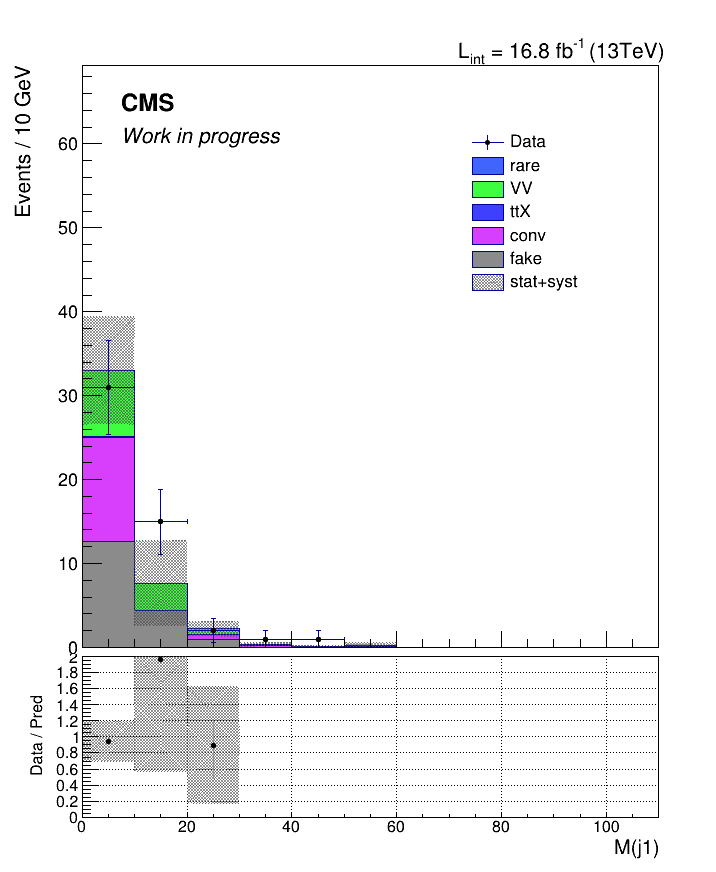 L_int = 16.8 fb^-1 (13TeV)
CMS
Work in progress
Events / 10 GeV
60
50
40
30
20
10
0
Data
rare
VV
ttX
conv
fake
stat+syst
Data / Pred
2
1.8
1.6
1.4
1.2
1
0.8
0.6
0.4
0.2
0
0 20 40 60 80 100
M(j1)